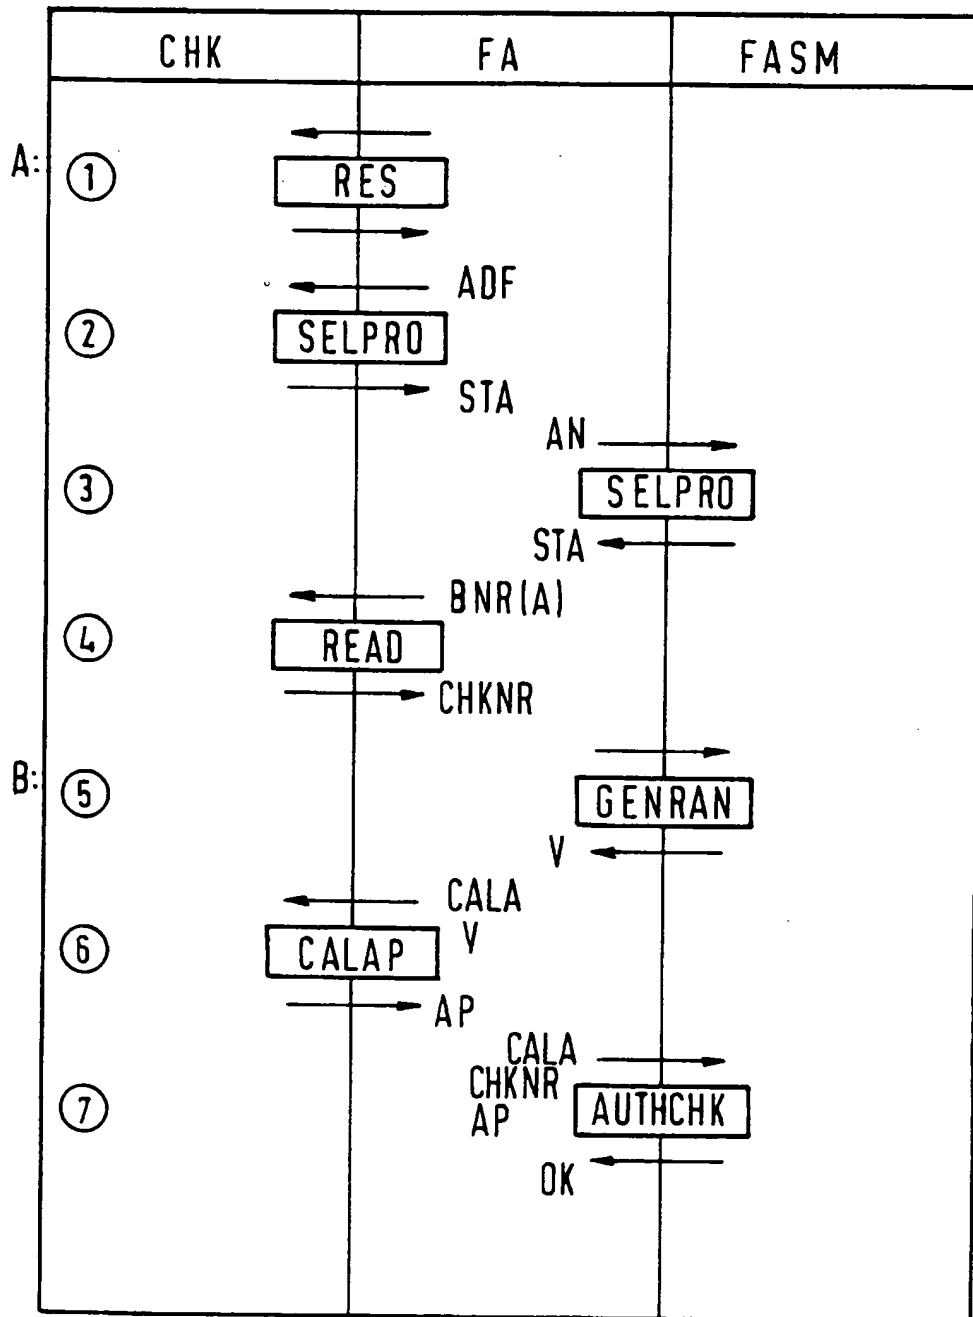 CHK FA FASM
A:
1 RES
ADF
2 SELPRO
STA
AN
3 SELPRO
STA
BNR(A)
4 READ
CHKNR
B:
5 GENRAN
V
CALA
V
6 CALAP
AP
CALA
CHKNR
AP
7 AUTHCHK
OK